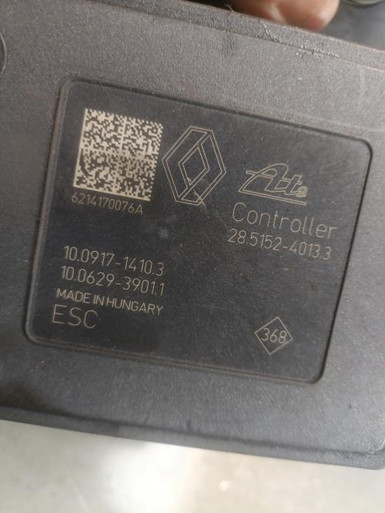 Ate
6214170076A
Controller
28.5152-4013.3
10.0917-1410.3
10.0629-3901.1
MADE IN HUNGARY
ESC
368